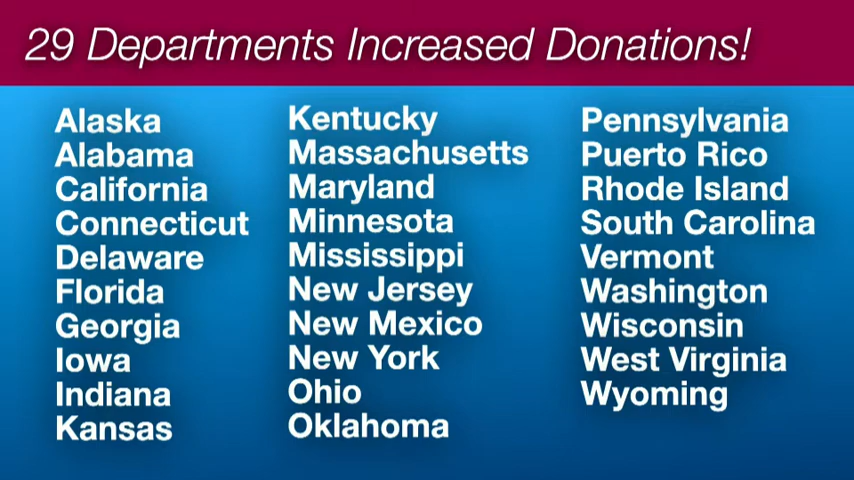 29 Departments Increased Donations!
Alaska
Alabama
California
Connecticut
Delaware
Florida
Georgia
Iowa
Indiana
Kansas
Kentucky
Massachusetts
Maryland
Minnesota
Mississippi
New Jersey
New Mexico
New York
Ohio
Oklahoma
Pennsylvania
Puerto Rico
Rhode Island
South Carolina
Vermont
Washington
Wisconsin
West Virginia
Wyoming